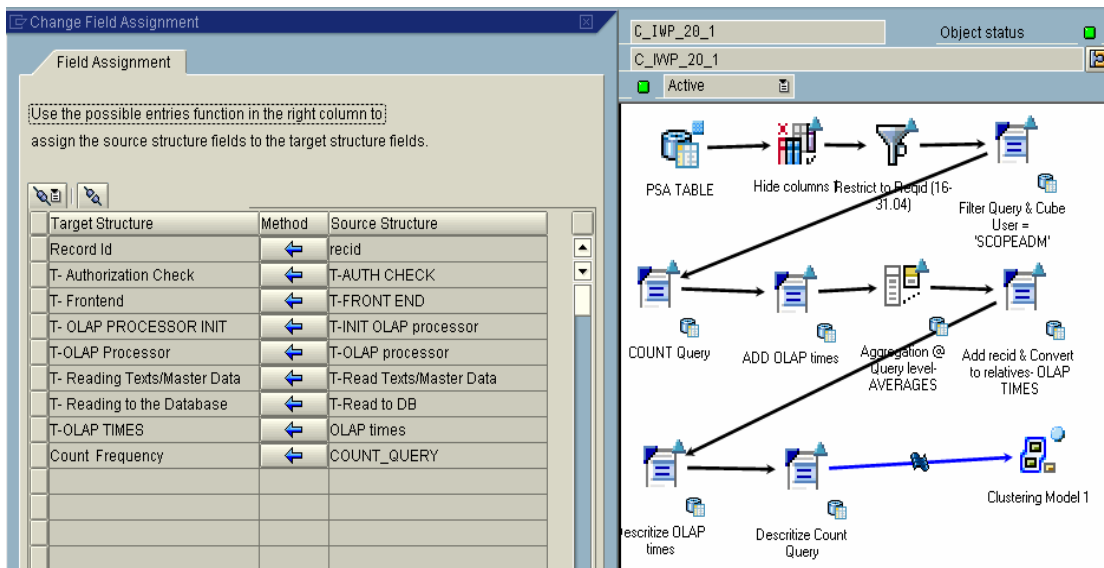 Change Field Assignment
Field Assignment
Use the possible entries function in the right column to
assign the source structure fields to the target structure fields.
Target Structure Method Source Structure
Record Id recid
T- Authorization Check T-AUTH CHECK
T- Frontend T-FRONT END
T- OLAP PROCESSOR INIT T-INIT OLAP processor
T-OLAP Processor T-OLAP processor
T- Reading Texts/Master Data T-Read Texts/Master Data
T- Reading to the Database T-Read to DB
T-OLAP TIMES OLAP times
Count Frequency COUNT_QUERY
C_IWP_20_1 Object status
C_IWP_20_1
Active
PSA TABLE
Hide columns 1
Restrict to Reqid (16-
31.04)
Filter Query & Cube
User =
'SCOPEADM'
COUNT Query
ADD OLAP times
Aggregation @
Query level-
AVERAGES
Add recid & Convert
to relatives- OLAP
TIMES
escritize OLAP
times
Descritize Count
Query
Clustering Model 1